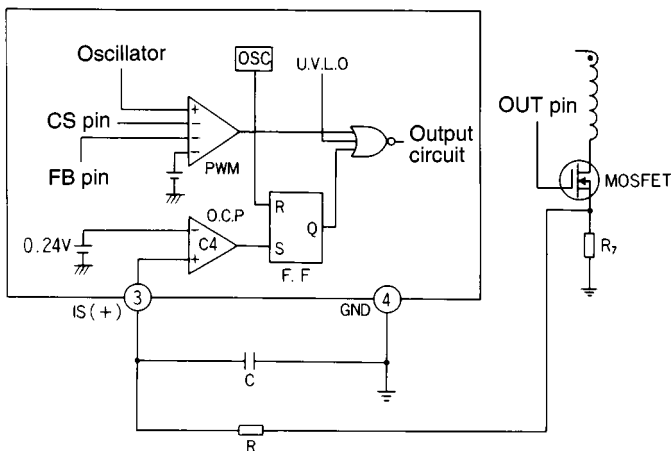 Oscillator
OSC
U.V.L.O
CS pin
OUT pin
+
−
−
−
Output
circuit
FB pin
PWM
MOSFET
O.C.P
R
Q
0.24V
−
C4
S
R7
+
F.F
3
4
IS(+)
GND
C
R